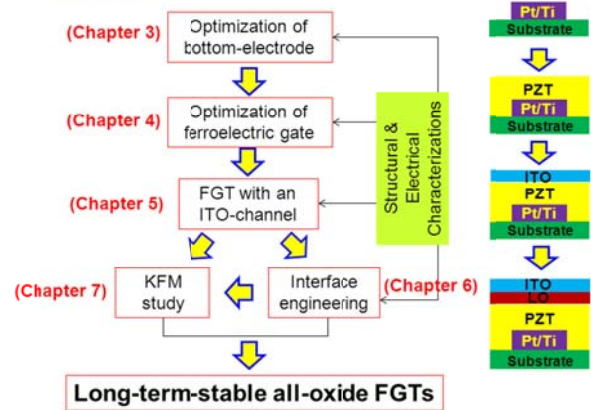 (Chapter 3)
Optimization of
bottom-electrode
(Chapter 4)
Optimization of
ferroelectric gate
(Chapter 5)
FGT with an
ITO-channel
(Chapter 7)
KFM
study
Interface
engineering
(Chapter 6)
Long-term-stable all-oxide FGTs
Structural &
Electrical
Characterizations
Pt/Ti
Substrate
PZT
Pt/Ti
Substrate
ITO
PZT
Pt/Ti
Substrate
ITO
LO
PZT
Pt/Ti
Substrate